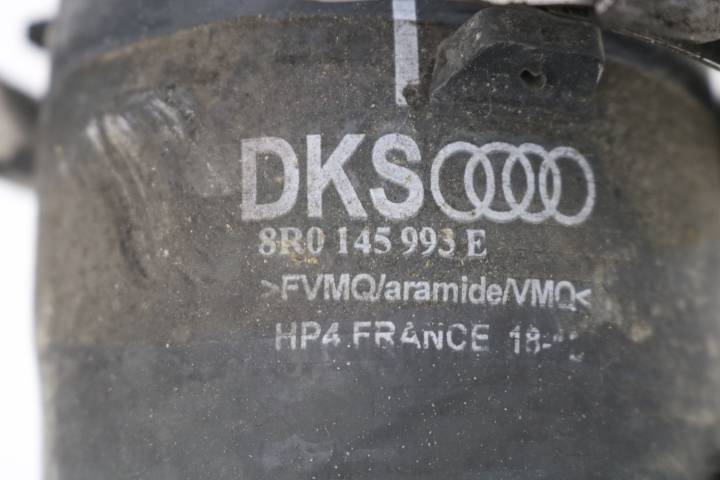 DKS
8R0 145 993 E
>FVMQ/aramide/VMQ<
HP4 FRANCE